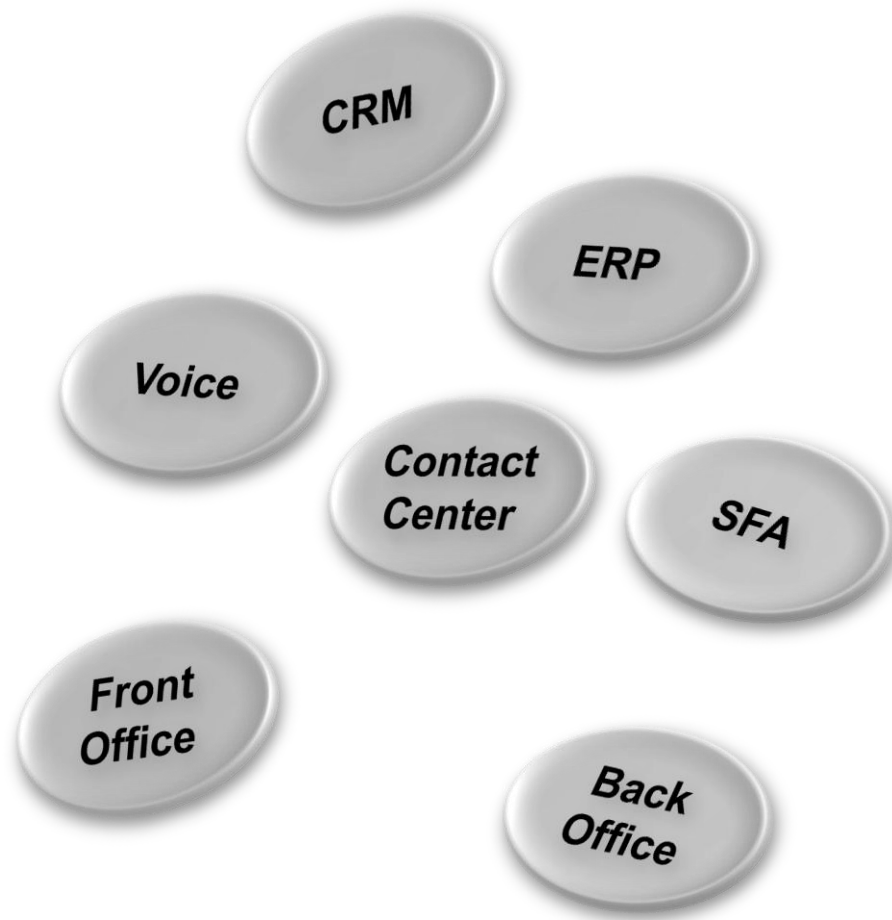 CRM
ERP
Voice
Contact
Center
SFA
Front
Office
Back
Office